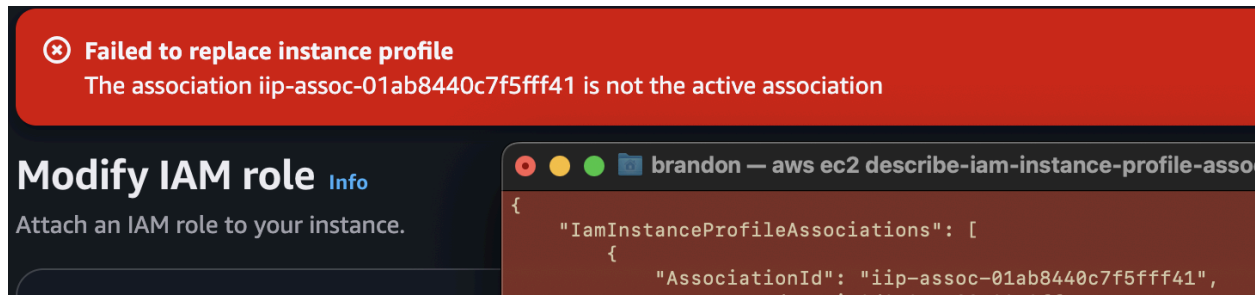 Failed to replace instance profile
The association iip-assoc-01ab8440c7f5fff41 is not the active association
Modify IAM role Info
Attach an IAM role to your instance.
brandon — aws ec2 describe-iam-instance-profile-asso
{
"IamInstanceProfileAssociations": [
{
"AssociationId": "iip-assoc-01ab8440c7f5fff41",